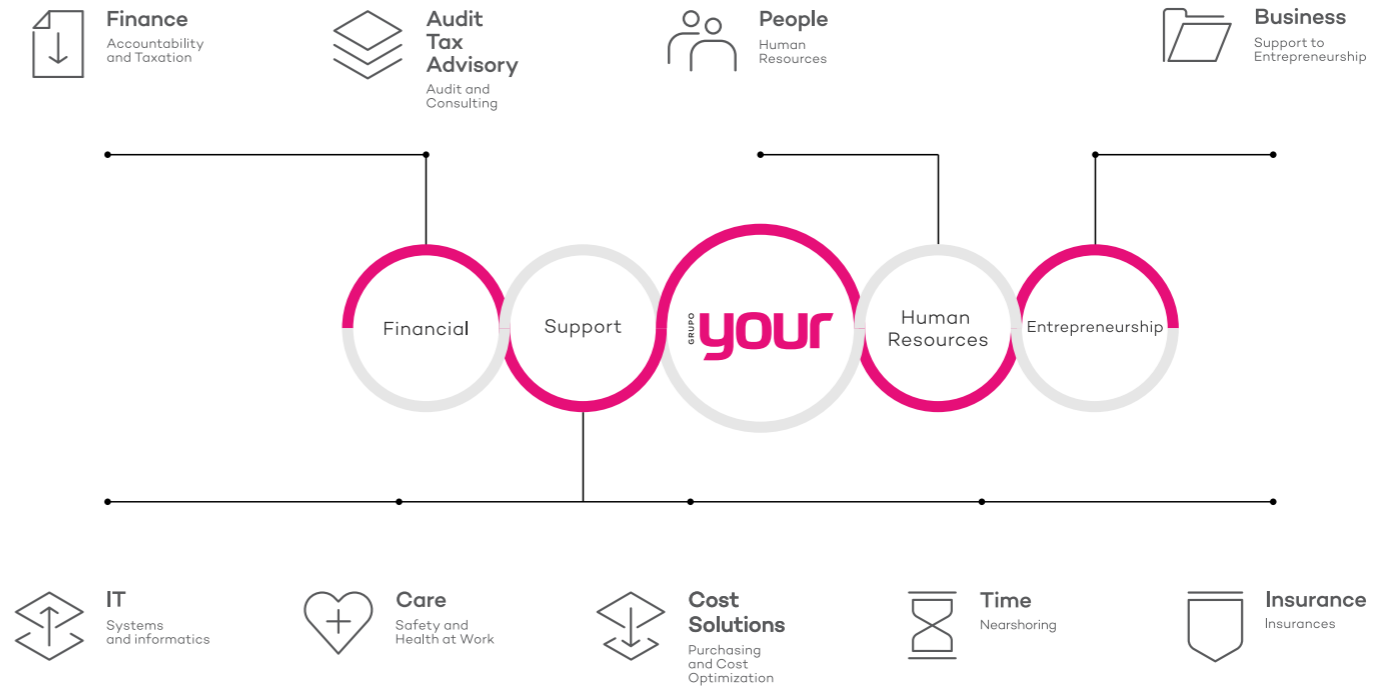 Finance
Accountability
and Taxation
Audit
Tax
Advisory
Audit and
Consulting
People
Human
Resources
Business
Support to
Entrepreneurship
Financial
Support
GRUPO
your
Human
Resources
Entrepreneurship
IT
Systems
and informatics
Care
Safety and
Health at Work
Cost
Solutions
Purchasing
and Cost
Optimization
Time
Nearshoring
Insurance
Insurances